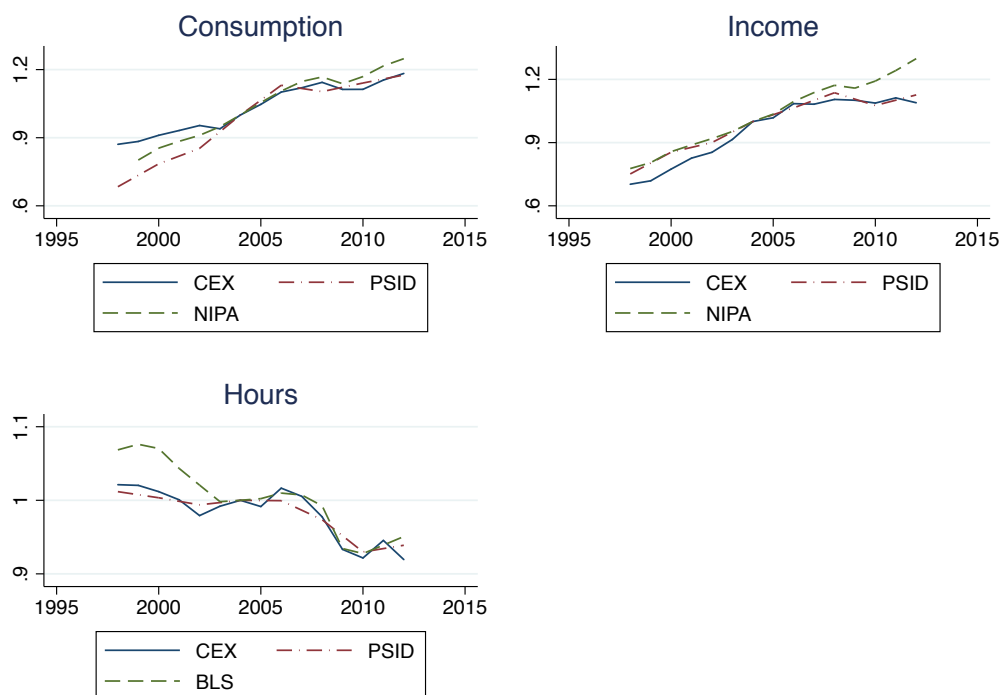 Consumption
1.2
.9
.6
1995 2000 2005 2010 2015
CEX PSID
NIPA
Income
1.2
.9
.6
1995 2000 2005 2010 2015
CEX PSID
NIPA
Hours
1.1
1
.9
1995 2000 2005 2010 2015
CEX PSID
BLS